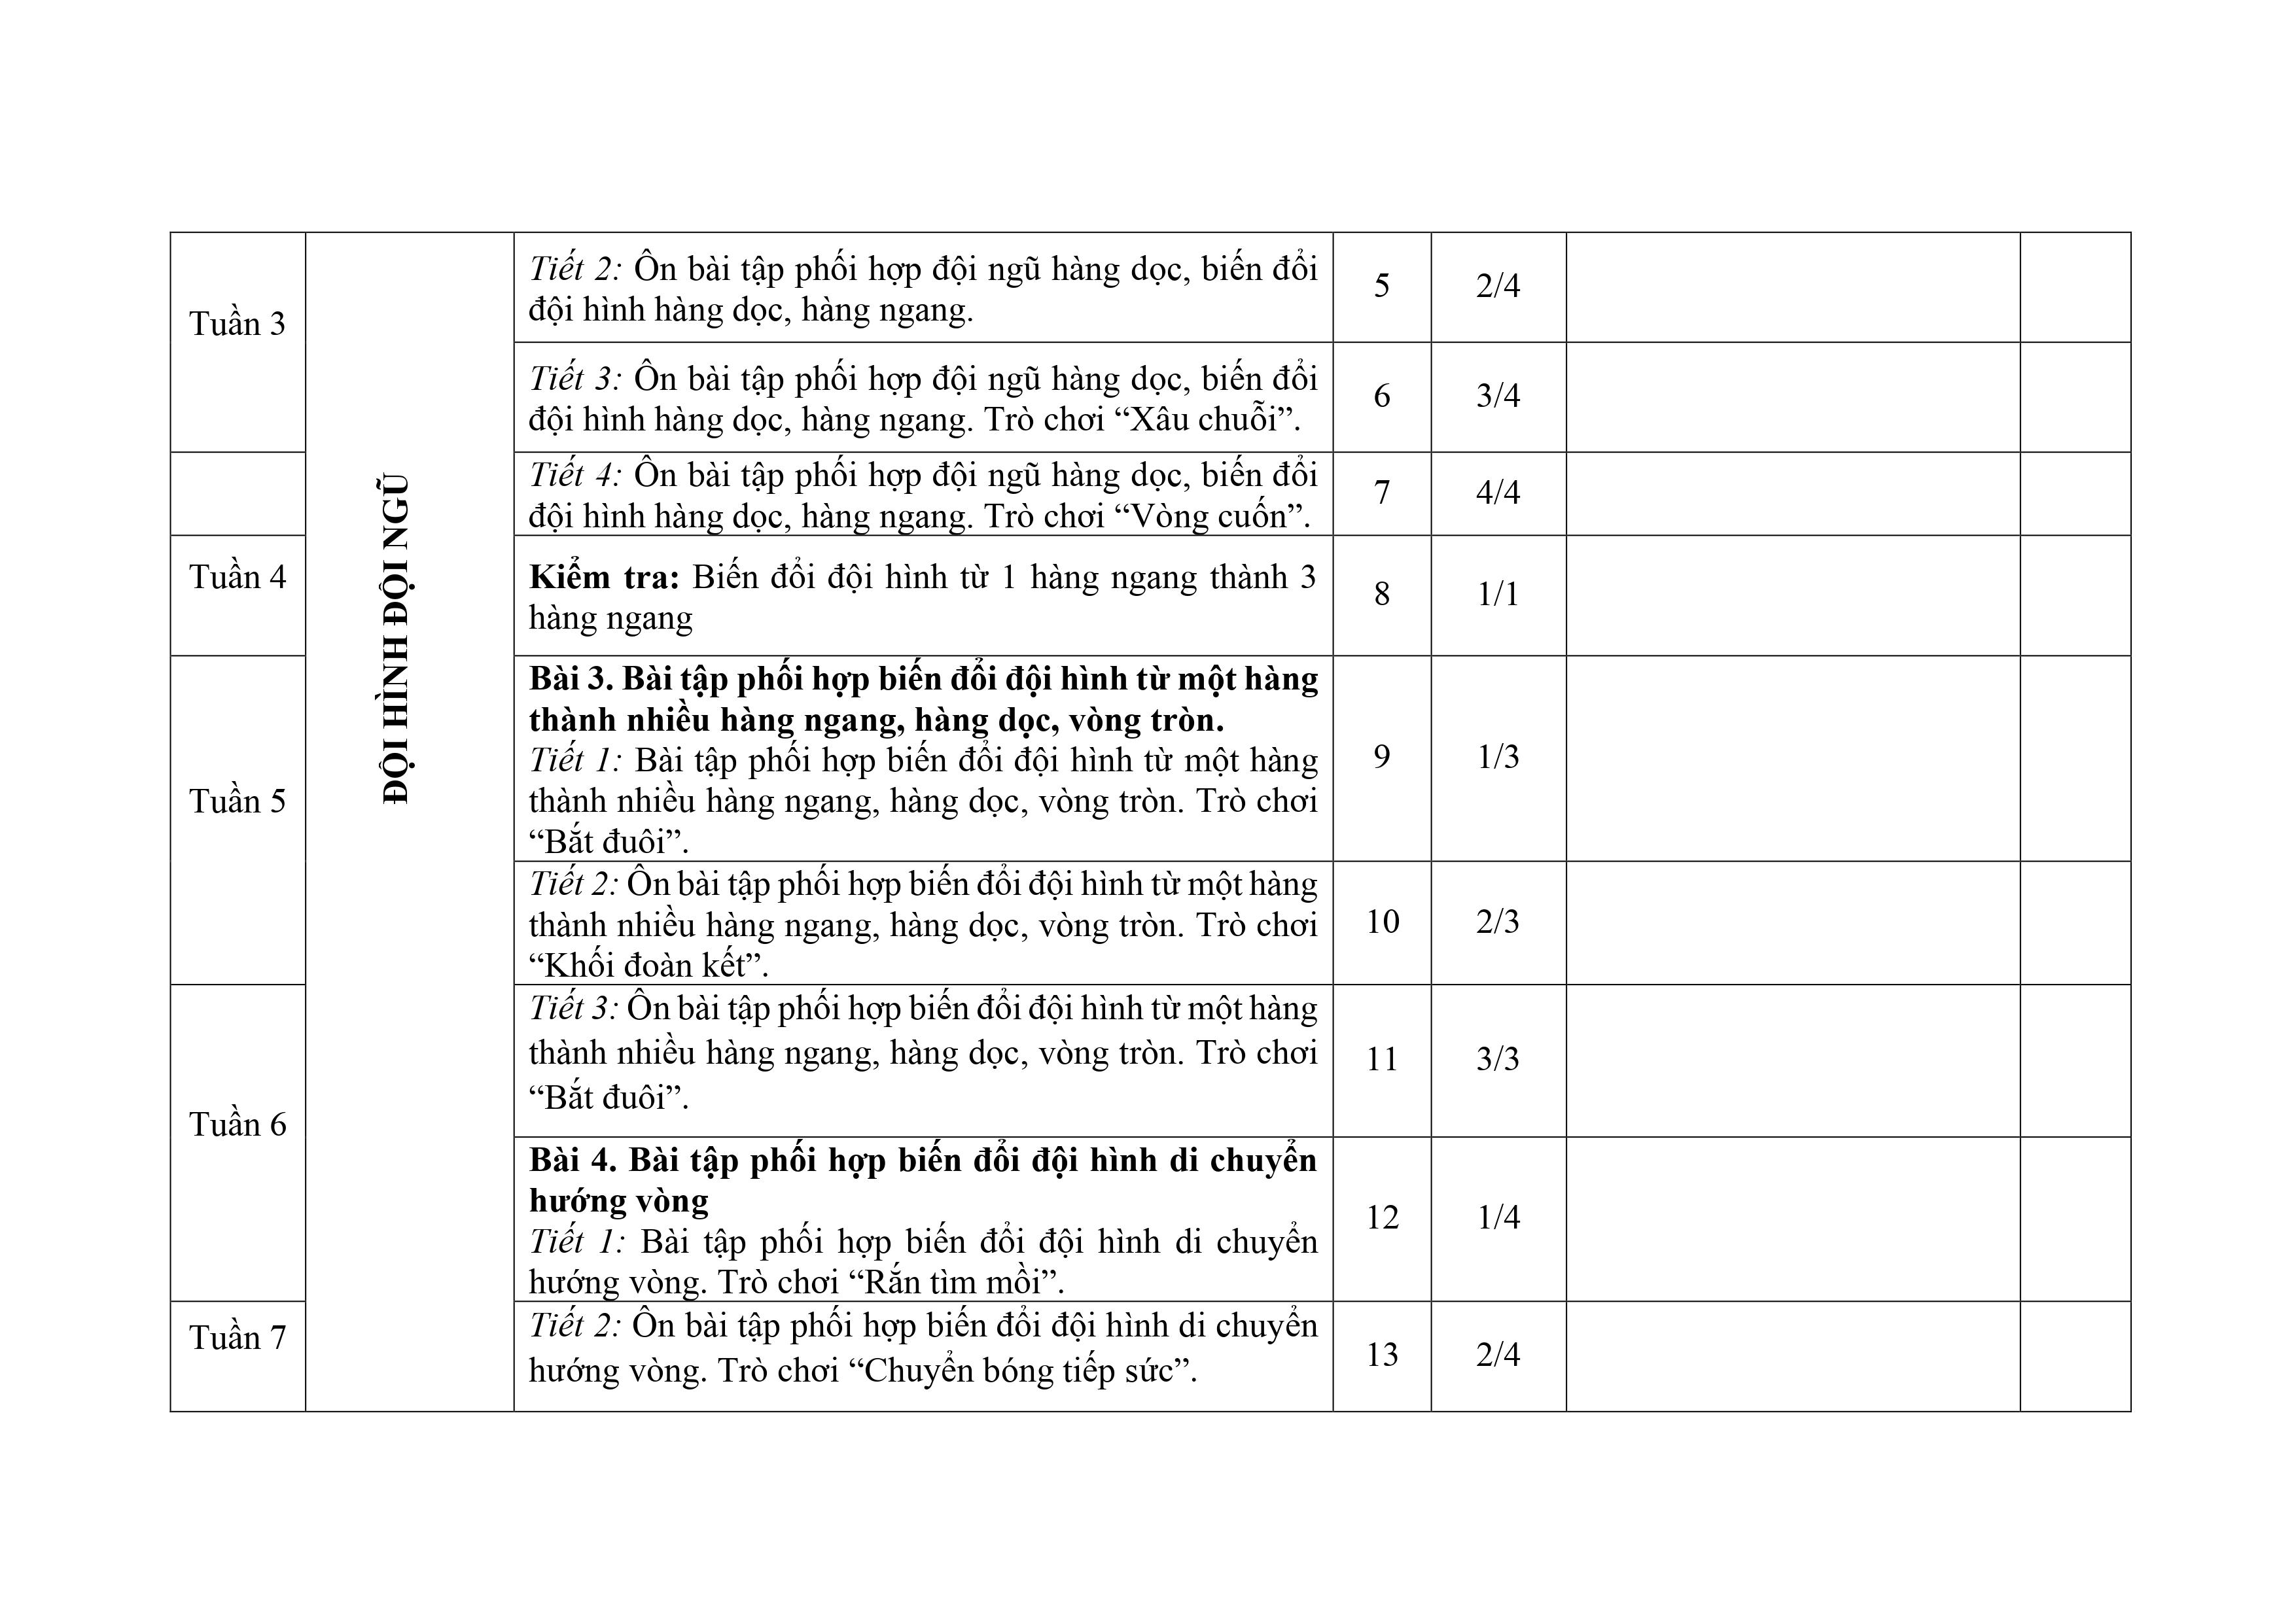 Tuần 3
ĐỘI HÌNH ĐỘI NGŨ
Tiết 2: Ôn bài tập phối hợp đội ngũ hàng dọc, biến đổi
đội hình hàng dọc, hàng ngang.
5
2/4
Tiết 3: Ôn bài tập phối hợp đội ngũ hàng dọc, biến đổi
đội hình hàng dọc, hàng ngang. Trò chơi “Xâu chuỗi”.
6
3/4
Tiết 4: Ôn bài tập phối hợp đội ngũ hàng dọc, biến đổi
đội hình hàng dọc, hàng ngang. Trò chơi “Vòng cuốn”.
7
4/4
Tuần 4
Kiểm tra: Biến đổi đội hình từ 1 hàng ngang thành 3
hàng ngang
8
1/1
Tuần 5
Bài 3. Bài tập phối hợp biến đổi đội hình từ một hàng
thành nhiều hàng ngang, hàng dọc, vòng tròn.
Tiết 1: Bài tập phối hợp biến đổi đội hình từ một hàng
thành nhiều hàng ngang, hàng dọc, vòng tròn. Trò chơi
“Bắt đuôi”.
9
1/3
Tiết 2: Ôn bài tập phối hợp biến đổi đội hình từ một hàng
thành nhiều hàng ngang, hàng dọc, vòng tròn. Trò chơi
“Khối đoàn kết”.
10
2/3
Tuần 6
Tiết 3: Ôn bài tập phối hợp biến đổi đội hình từ một hàng
thành nhiều hàng ngang, hàng dọc, vòng tròn. Trò chơi
“Bắt đuôi”.
11
3/3
Bài 4. Bài tập phối hợp biến đổi đội hình di chuyển
hướng vòng
Tiết 1: Bài tập phối hợp biến đổi đội hình di chuyển
hướng vòng. Trò chơi “Rắn tìm mồi”.
12
1/4
Tuần 7
Tiết 2: Ôn bài tập phối hợp biến đổi đội hình di chuyển
hướng vòng. Trò chơi “Chuyển bóng tiếp sức”.
13
2/4